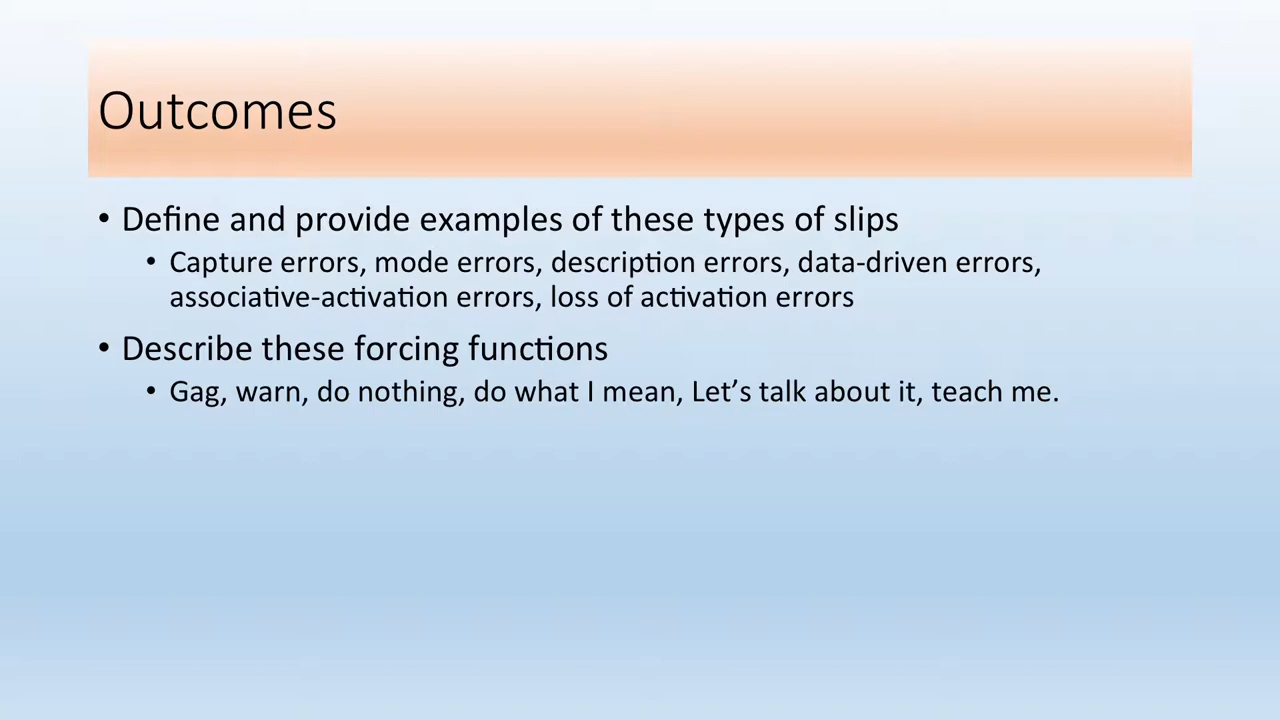 Outcomes
• Define and provide examples of these types of slips
• Capture errors, mode errors, description errors, data-driven errors,
associative-activation errors, loss of activation errors
• Describe these forcing functions
• Gag, warn, do nothing, do what I mean, Let’s talk about it, teach me.